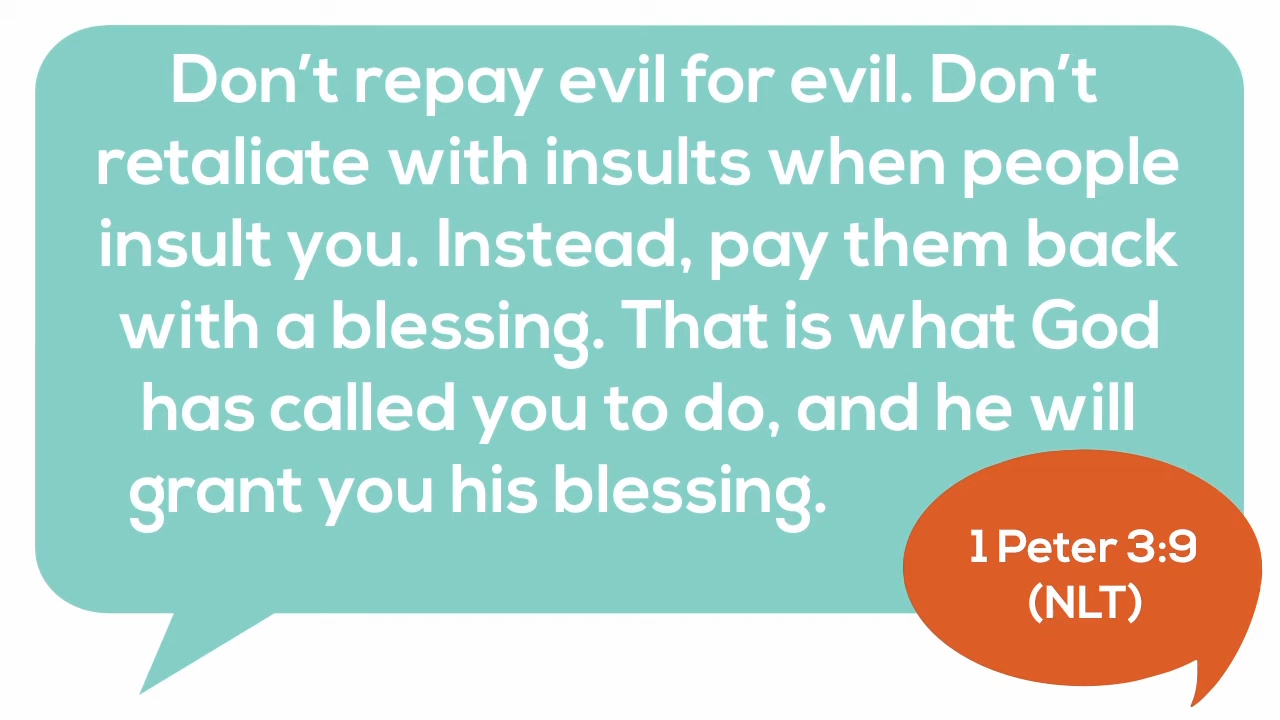 Don’t repay evil for evil. Don’t
retaliate with insults when people
insult you. Instead, pay them back
with a blessing. That is what God
has called you to do, and he will
grant you his blessing.
1 Peter 3:9
(NLT)